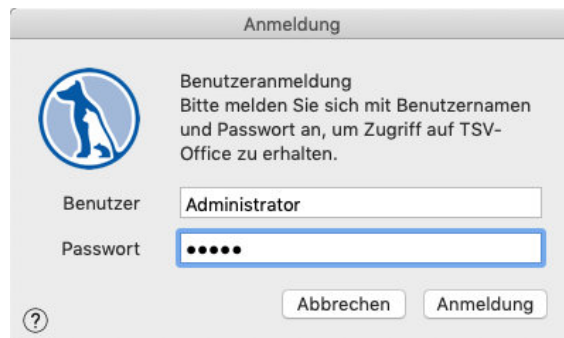 Anmeldung
Benutzeranmeldung
Bitte melden Sie sich mit Benutzernamen
und Passwort an, um Zugriff auf TSV-
Office zu erhalten.
Benutzer Administrator
Passwort •••••
Abbrechen Anmeldung
?